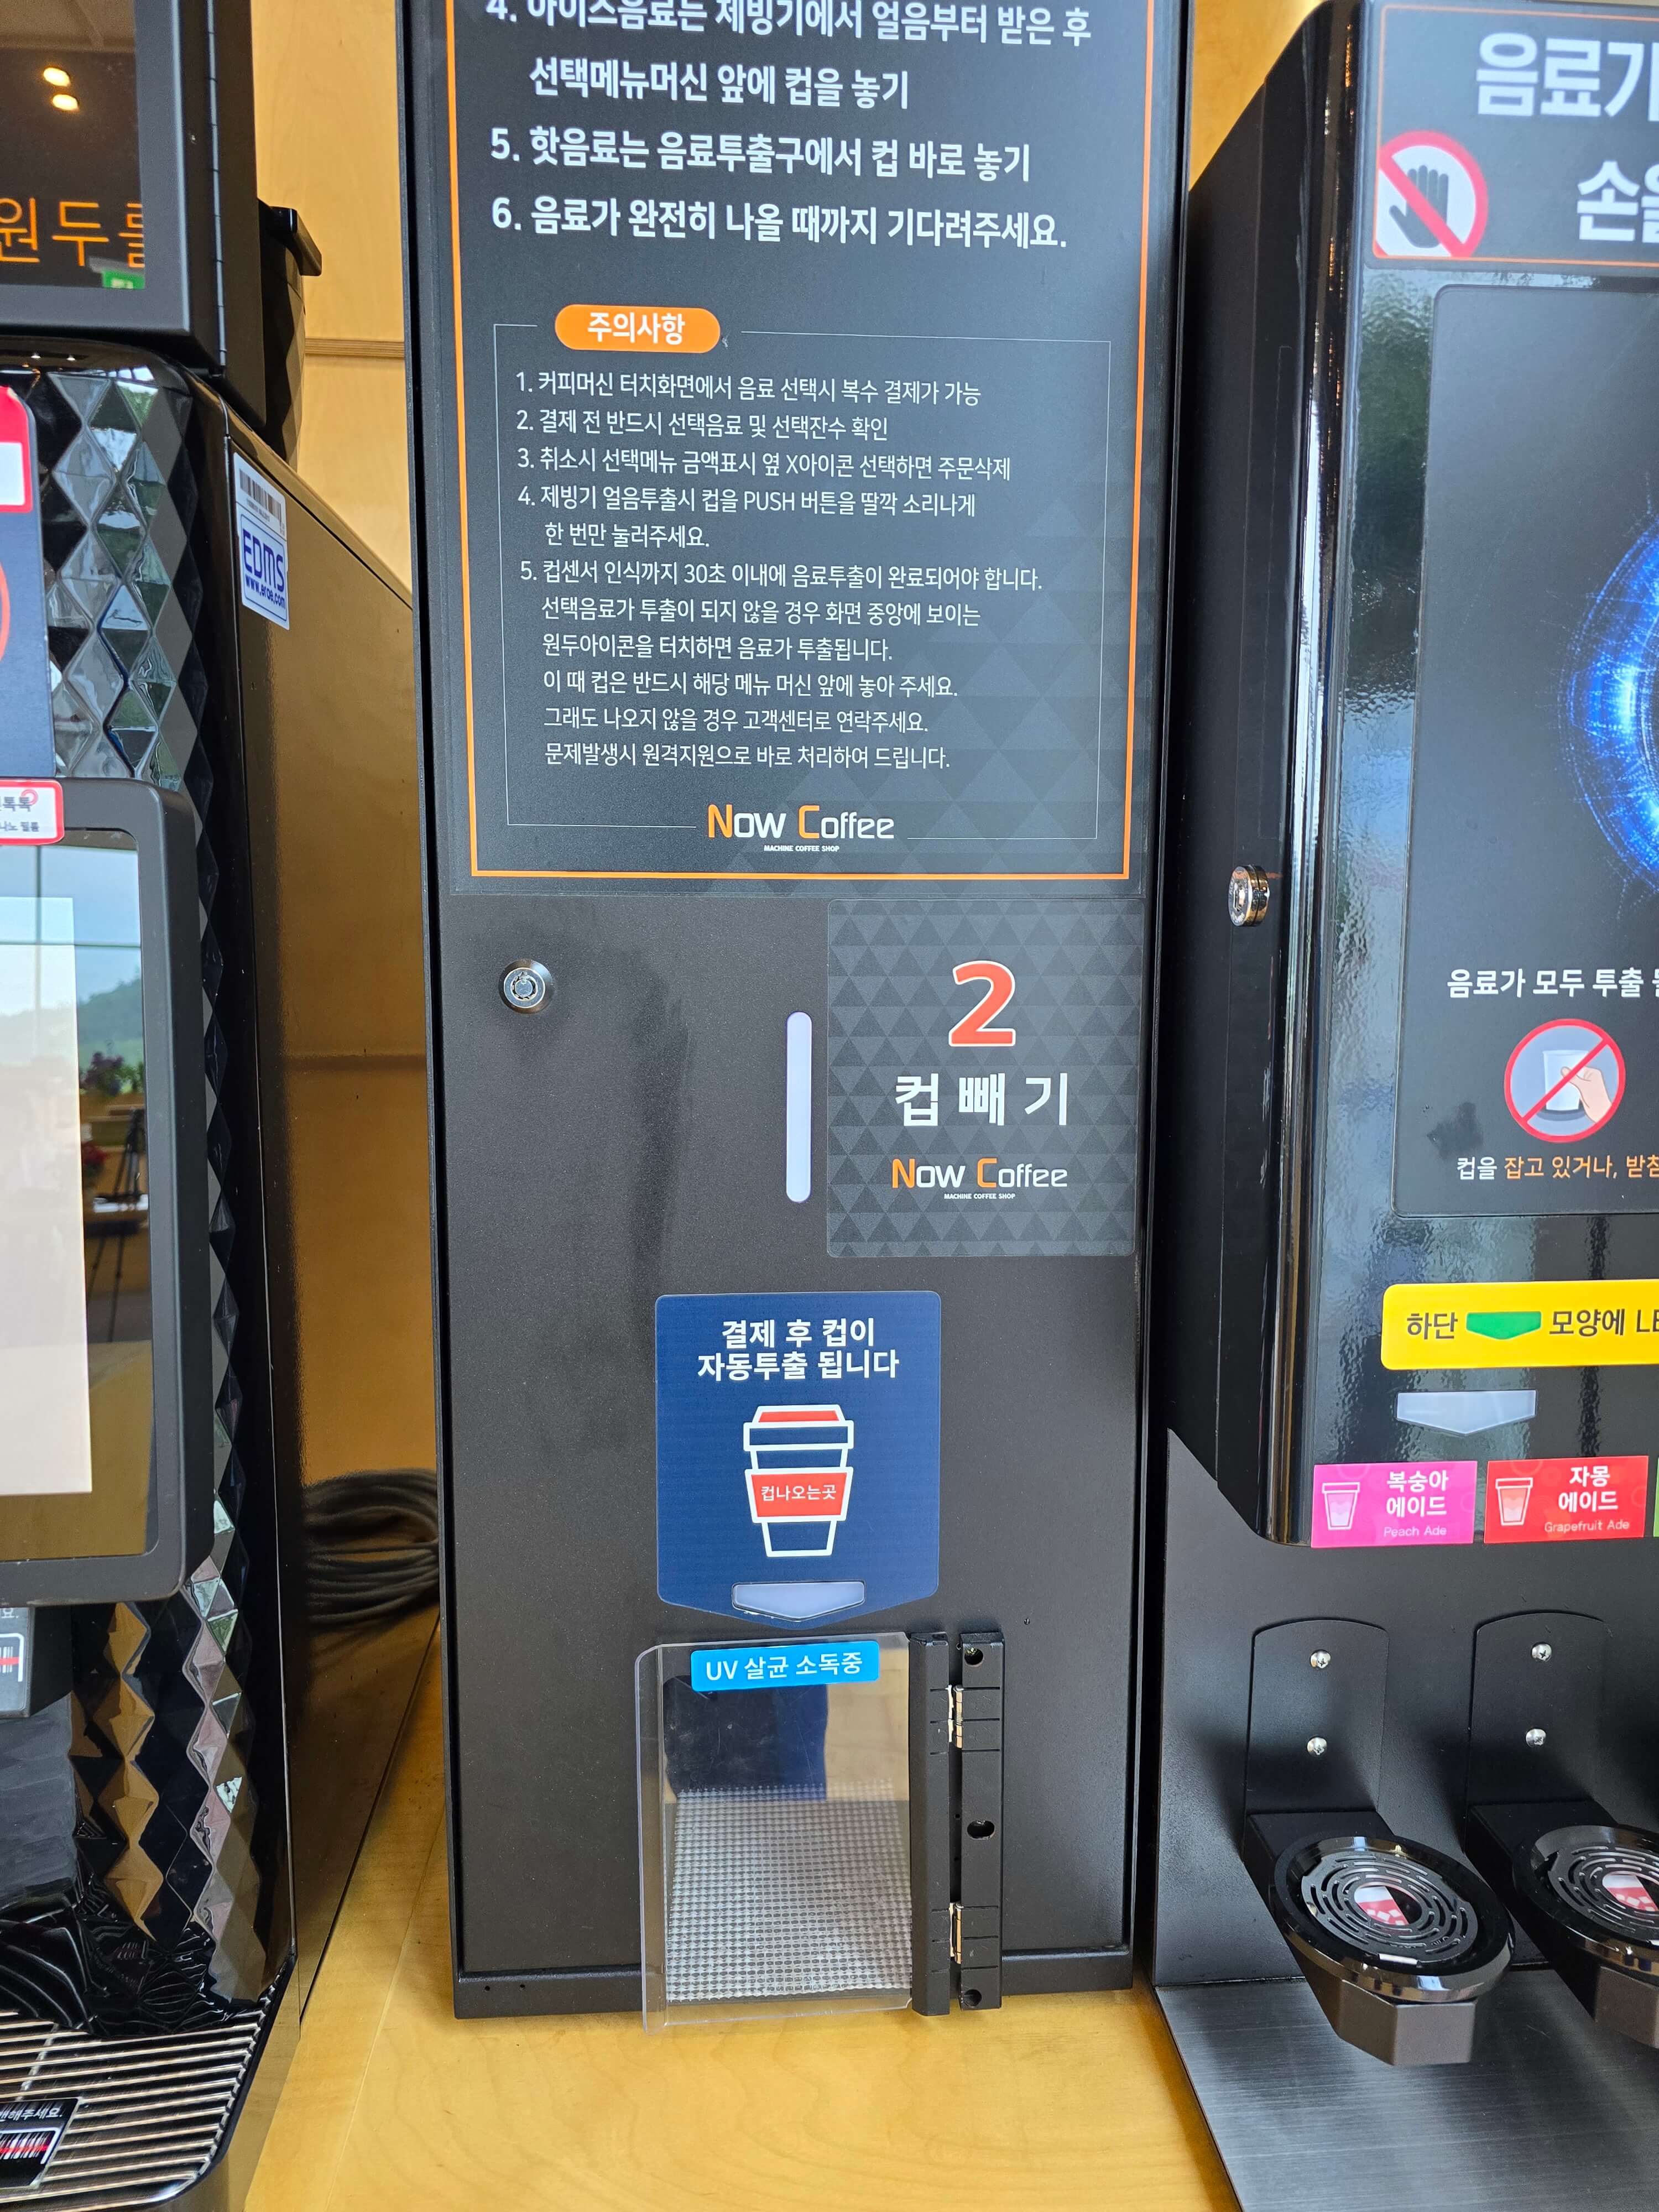 4. 아이스음료는 제빙기에서 얼음부터 받은 후
선택메뉴머신 앞에 컵을 놓기
5. 핫음료는 음료투출구에서 컵 바로 놓기
6. 음료가 완전히 나올 때까지 기다려주세요.
주의사항
1. 커피머신 터치화면에서 음료 선택시 복수 결제가 가능
2. 결제 전 반드시 선택음료 및 선택잔수 확인
3. 취소시 선택메뉴 금액표시 옆 X아이콘 선택하면 주문삭제
4. 제빙기 얼음투출시 컵을 PUSH 버튼을 딸깍 소리나게
한 번만 눌러주세요.
5. 컵센서 인식까지 30초 이내에 음료투출이 완료되어야 합니다.
선택음료가 투출이 되지 않을 경우 화면 중앙에 보이는
원두아이콘을 터치하면 음료가 투출됩니다.
이 때 컵은 반드시 해당 메뉴 머신 앞에 놓아 주세요.
그래도 나오지 않을 경우 고객센터로 연락주세요.
문제발생시 원격지원으로 바로 처리하여 드립니다.
Now Coffee
MACHINE COFFEE SHOP
2
컵 빼 기
Now Coffee
MACHINE COFFEE SHOP
결제 후 컵이
자동투출 됩니다
컵나오는곳
UV 살균 소독중
원두를
EDMS
음료가
음료가 모두 투출
컵을 잡고 있거나,
하단 모양에
복숭아
에이드
Peach Ade
자몽
에이드
Grapefruit Ade